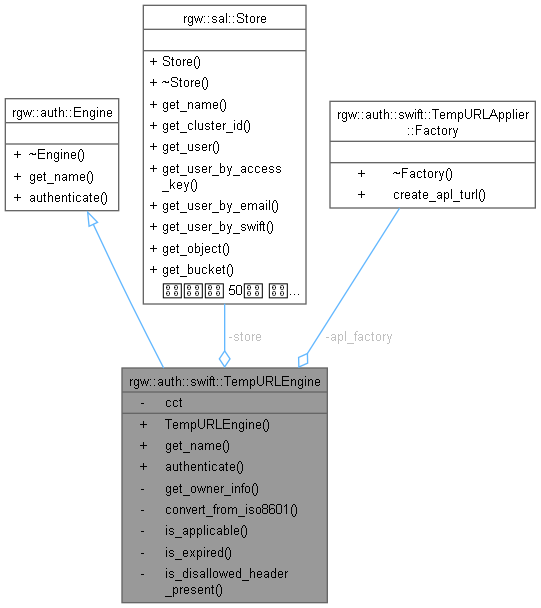 rgw::sal::Store
+ Store()
+ ~Store()
+ get_name()
+ get_cluster_id()
+ get_user()
+ get_user_by_access
_key()
+ get_user_by_email()
+ get_user_by_swift()
+ get_object()
+ get_bucket()
50 ...
rgw::auth::Engine
+ ~Engine()
+ get_name()
+ authenticate()
rgw::auth::swift::TempURLApplier
::Factory
+ ~Factory()
+ create_apl_turl()
-store
-apl_factory
rgw::auth::swift::TempURLEngine
- cct
+ TempURLEngine()
+ get_name()
+ authenticate()
- get_owner_info()
- convert_from_iso8601()
- is_applicable()
- is_expired()
- is_disallowed_header
_present()